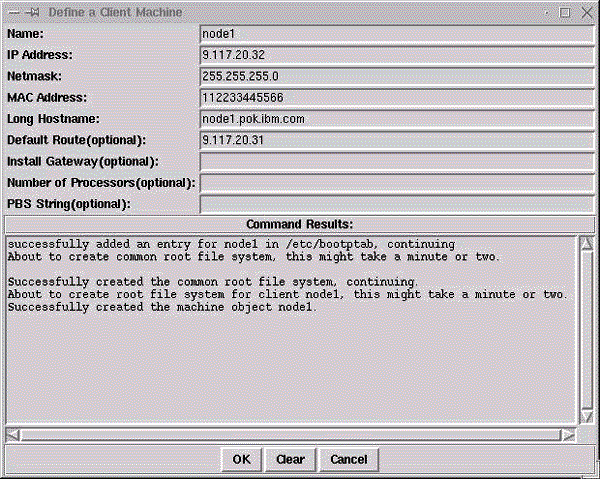 Define a Client Machine
Name: node1
IP Address: 9.117.20.32
Netmask: 255.255.255.0
MAC Address: 112233445566
Long Hostname: node1.pok.ibm.com
Default Route(optional): 9.117.20.31
Install Gateway(optional):
Number of Processors(optional):
PBS String(optional):
Command Results:
successfully added an entry for node1 in /etc/bootptab, continuing
About to create common root file system, this might take a minute or two.
Successfully created the common root file system, continuing.
About to create root file system for client node1, this might take a minute or two.
Successfully created the machine object node1.
OK Clear Cancel